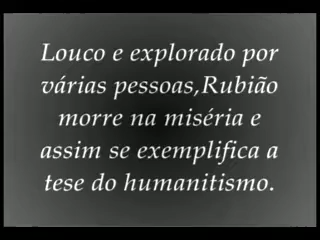 Louco e explorado por
várias pessoas,Rubião
morre na miséria e
assim se exemplifica a
tese do humanitismo.